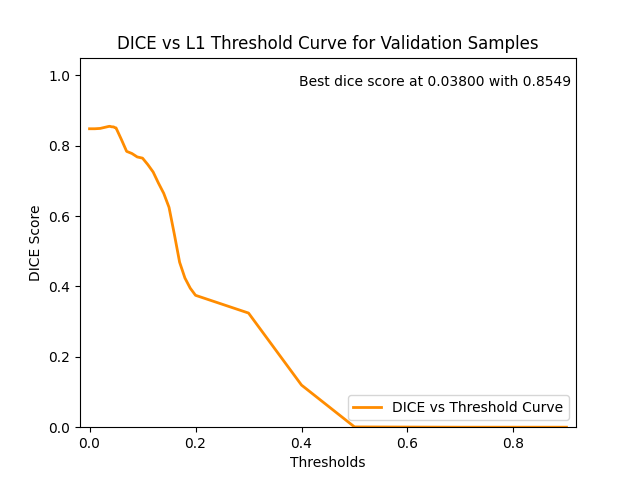 DICE vs L1 Threshold Curve for Validation Samples
Best dice score at 0.03800 with 0.8549
1.0
0.8
0.6
0.4
0.2
0.0
DICE Score
DICE vs Threshold Curve
0.0 0.2 0.4 0.6 0.8
Thresholds